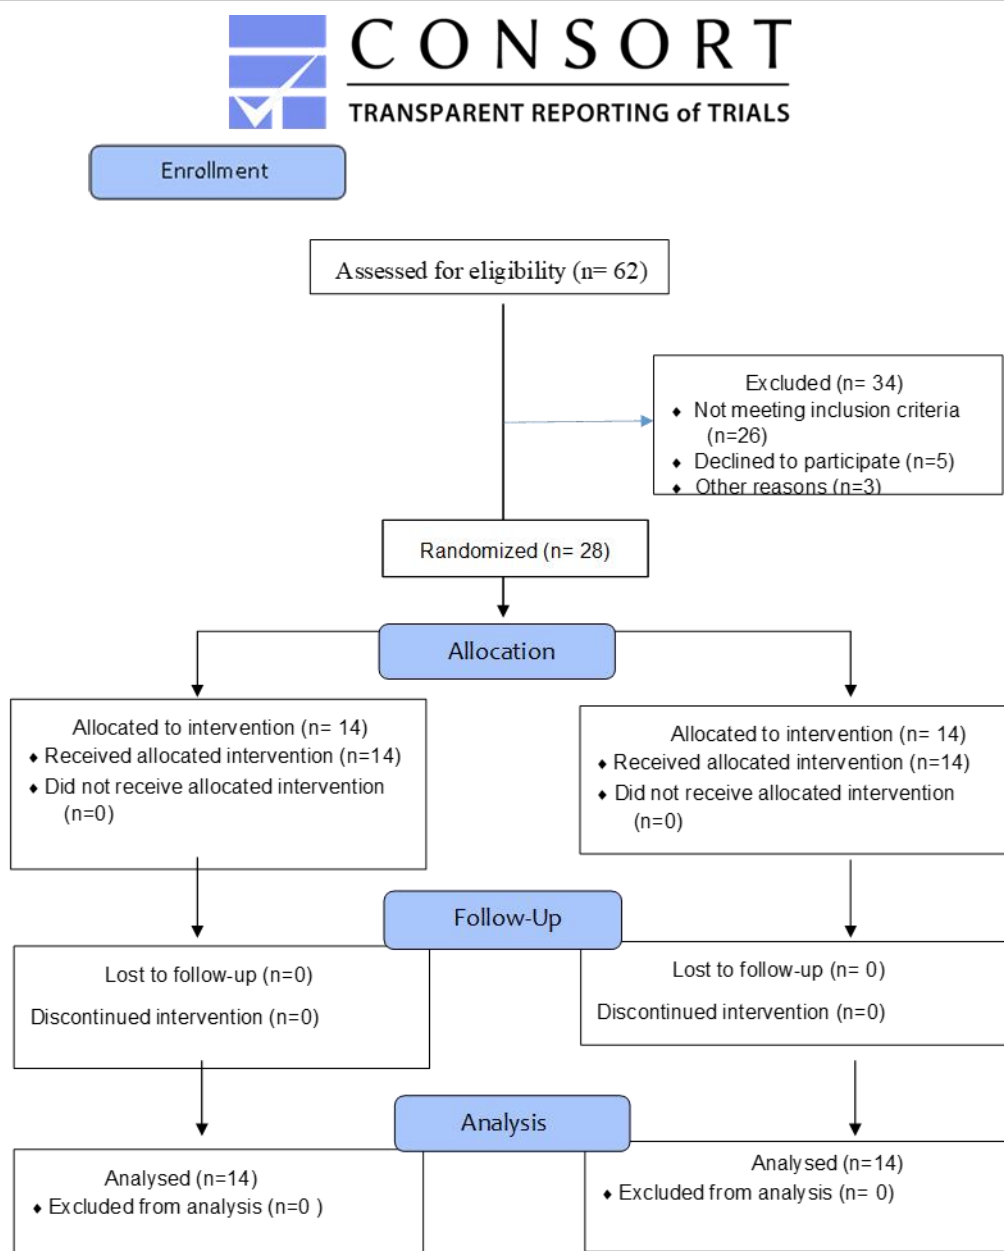 CONSORT
TRANSPARENT REPORTING of TRIALS
Enrollment
Assessed for eligibility (n= 62)
Excluded (n= 34)
♦ Not meeting inclusion criteria
(n=26)
♦ Declined to participate (n=5)
♦ Other reasons (n=3)
Randomized (n= 28)
Allocation
Allocated to intervention (n= 14)
♦ Received allocated intervention (n=14)
♦ Did not receive allocated intervention
(n=0)
Allocated to intervention (n= 14)
♦ Received allocated intervention (n=14)
♦ Did not receive allocated intervention
(n=0)
Follow-Up
Lost to follow-up (n=0)
Discontinued intervention (n=0)
Lost to follow-up (n= 0)
Discontinued intervention (n=0)
Analysis
Analysed (n=14)
♦ Excluded from analysis (n=0 )
Analysed (n=14)
♦ Excluded from analysis (n= 0)